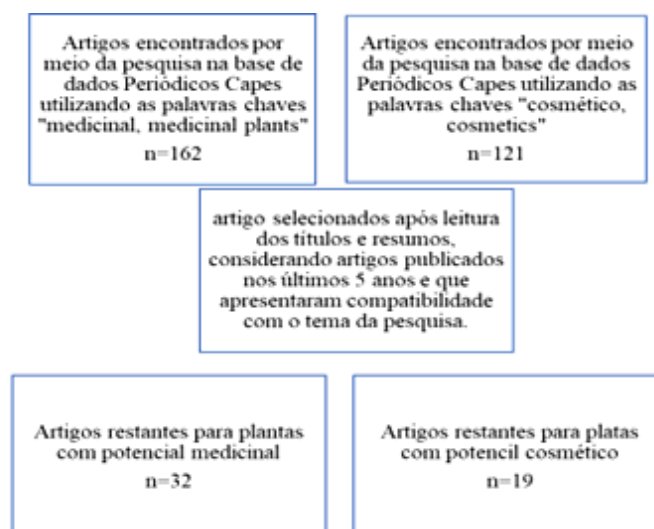 Artigos encontrados por
meio da pesquisa na base de
dados Periódicos Capes
utilizando as palavras chaves
"medicinal, medicinal plants"
n=162
Artigos encontrados por meio
da pesquisa na base de dados
Periódicos Capes utilizando as
palavras chaves "cosmético,
cosmetics"
n=121
artigo selecionados após leitura
dos títulos e resumos,
considerando artigos publicados
nos últimos 5 anos e que
apresentaram compatibilidade
com o tema da pesquisa.
Artigos restantes para plantas
com potencial medicinal
n=32
Artigos restantes para platas
com potencil cosmético
n=19